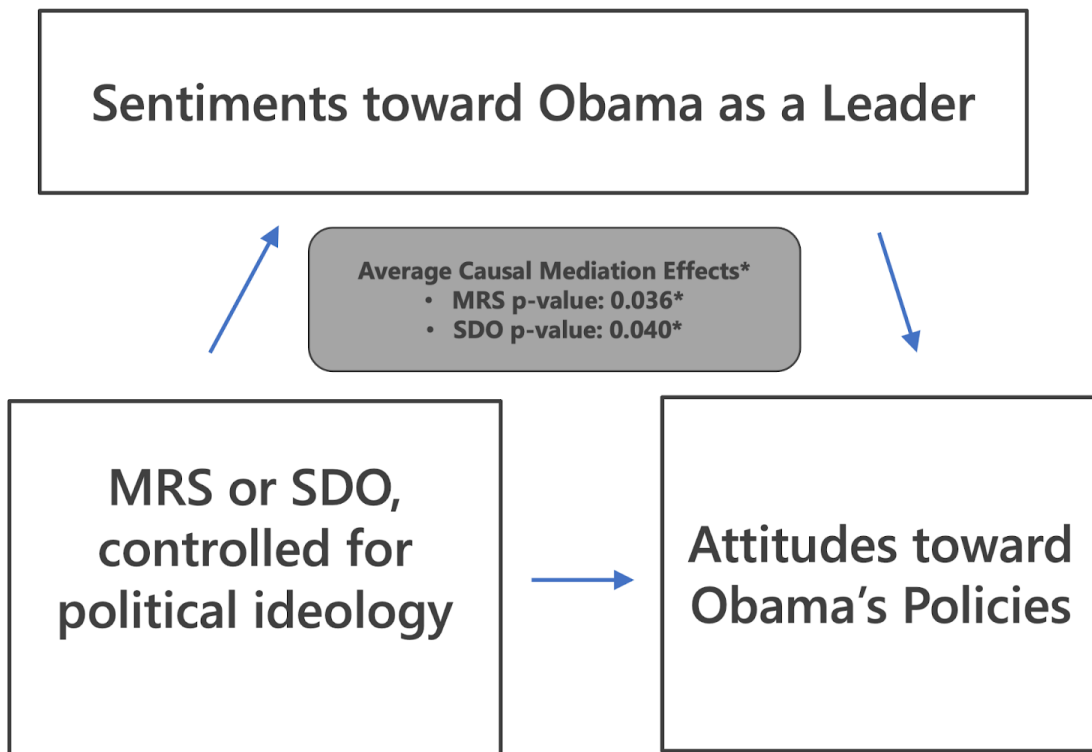 Sentiments toward Obama as a Leader
Average Causal Mediation Effects*
• MRS p-value: 0.036*
• SDO p-value: 0.040*
MRS or SDO,
controlled for
political ideology
Attitudes toward
Obama’s Policies